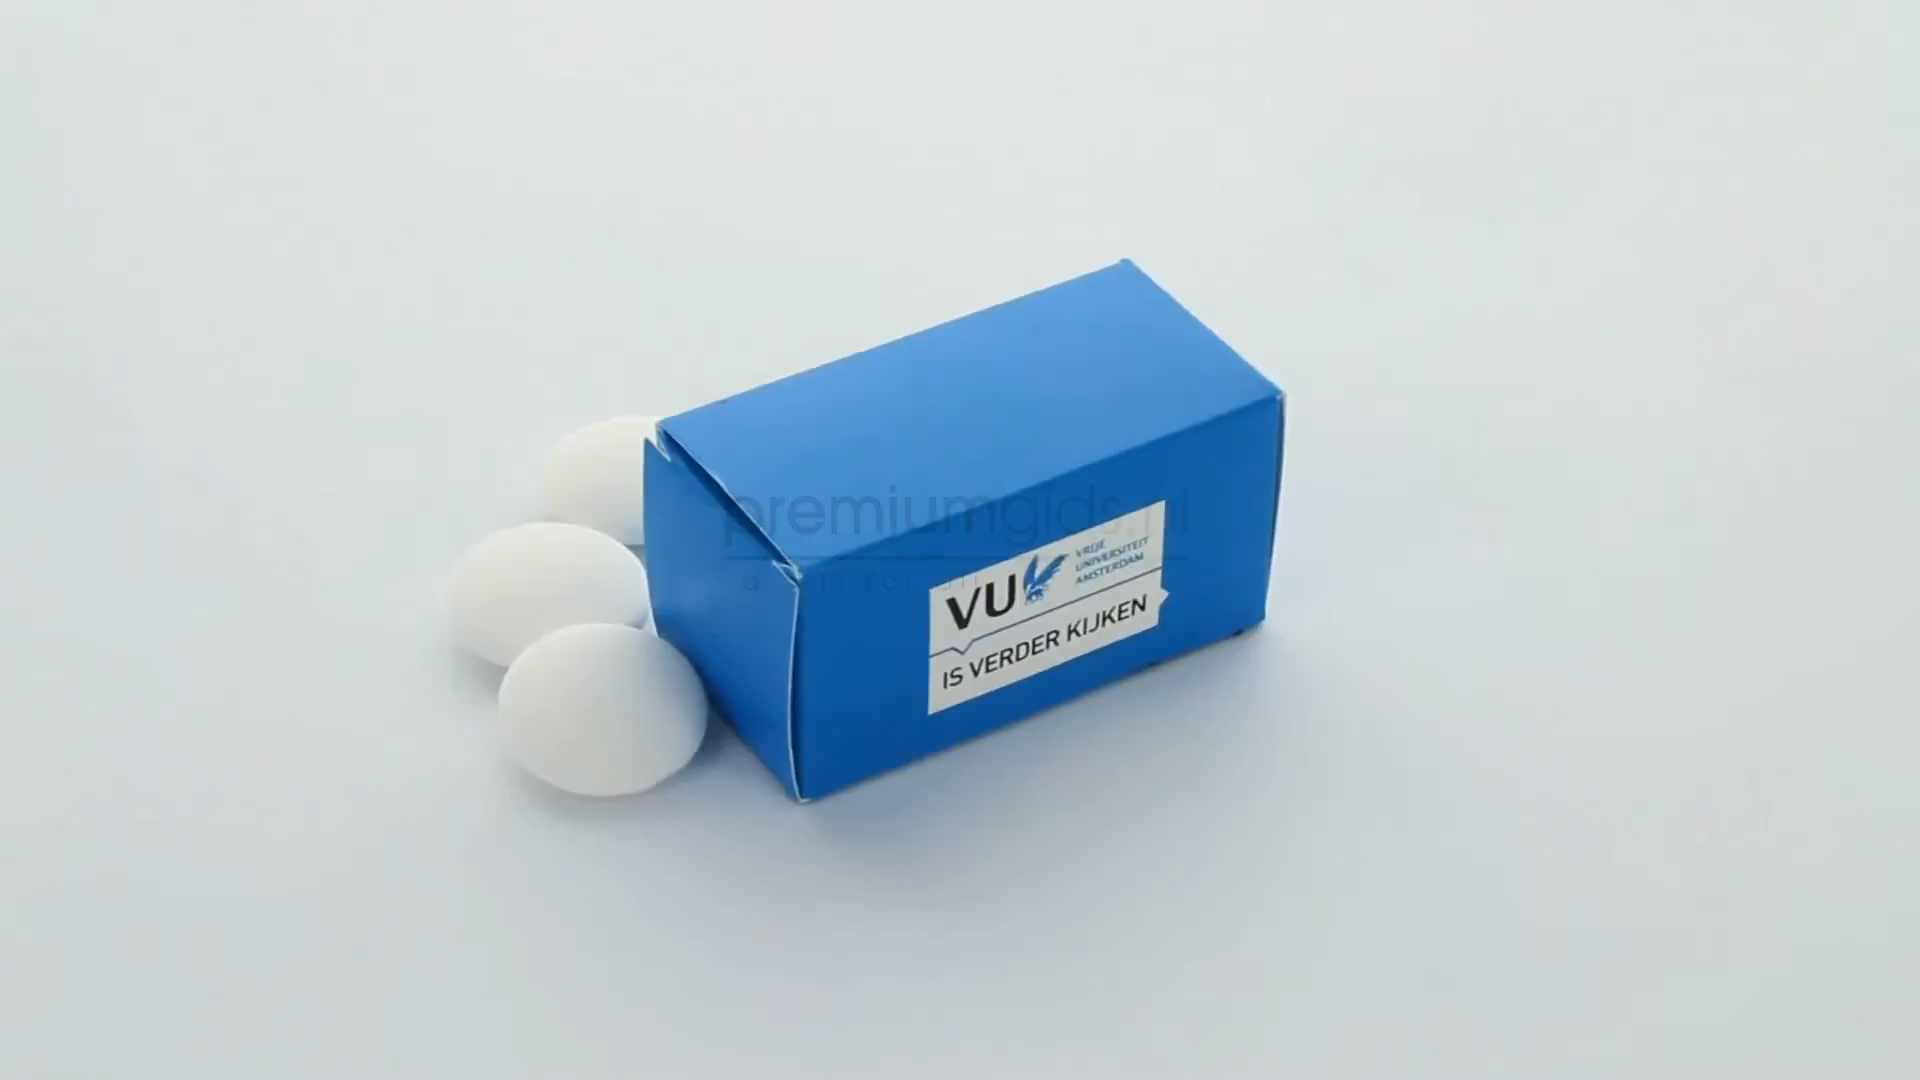 premiumgids.nl
VU
VRIJE
UNIVERSITEIT
AMSTERDAM
IS VERDER KIJKEN